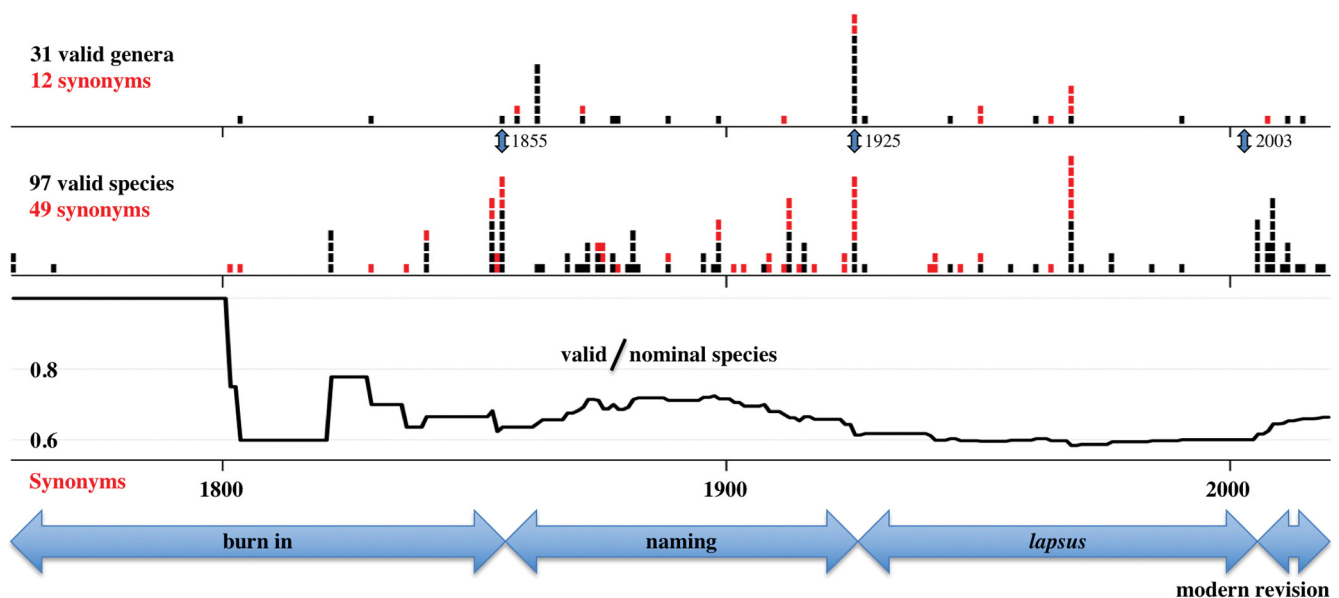 31 valid genera
12 synonyms
1855
1925
2003
97 valid species
49 synonyms
valid / nominal species
0.8
0.6
Synonyms
1800
1900
2000
burn in
naming
lapsus
modern revision